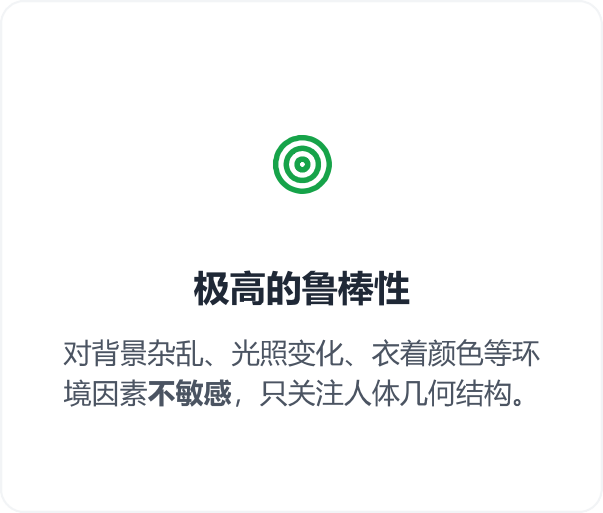 极高的鲁棒性
对背景杂乱、光照变化、衣着颜色等环
境因素不敏感，只关注人体几何结构。